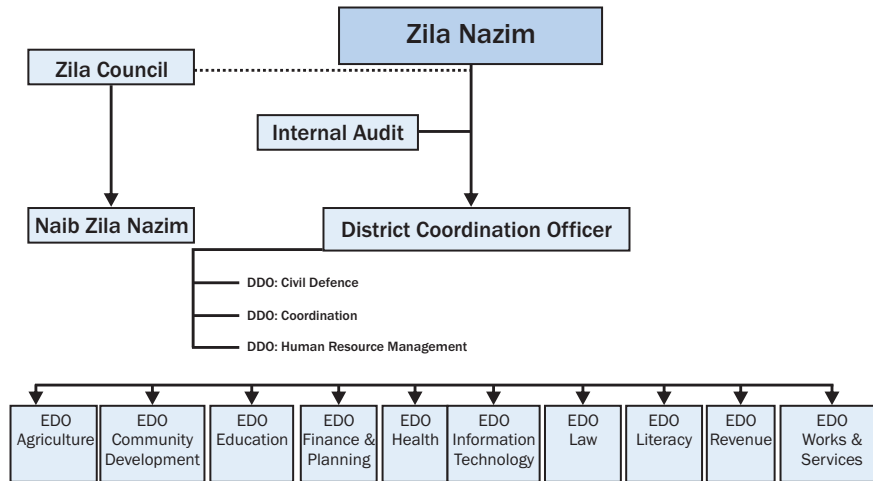 Zila Nazim
Zila Council
Internal Audit
Naib Zila Nazim
District Coordination Officer
DDO: Civil Defence
DDO: Coordination
DDO: Human Resource Management
EDO
Agriculture
EDO
Community
Development
EDO
Education
EDO
Finance &
Planning
EDO
Health
EDO
Information
Technology
EDO
Law
EDO
Literacy
EDO
Revenue
EDO
Works &
Services